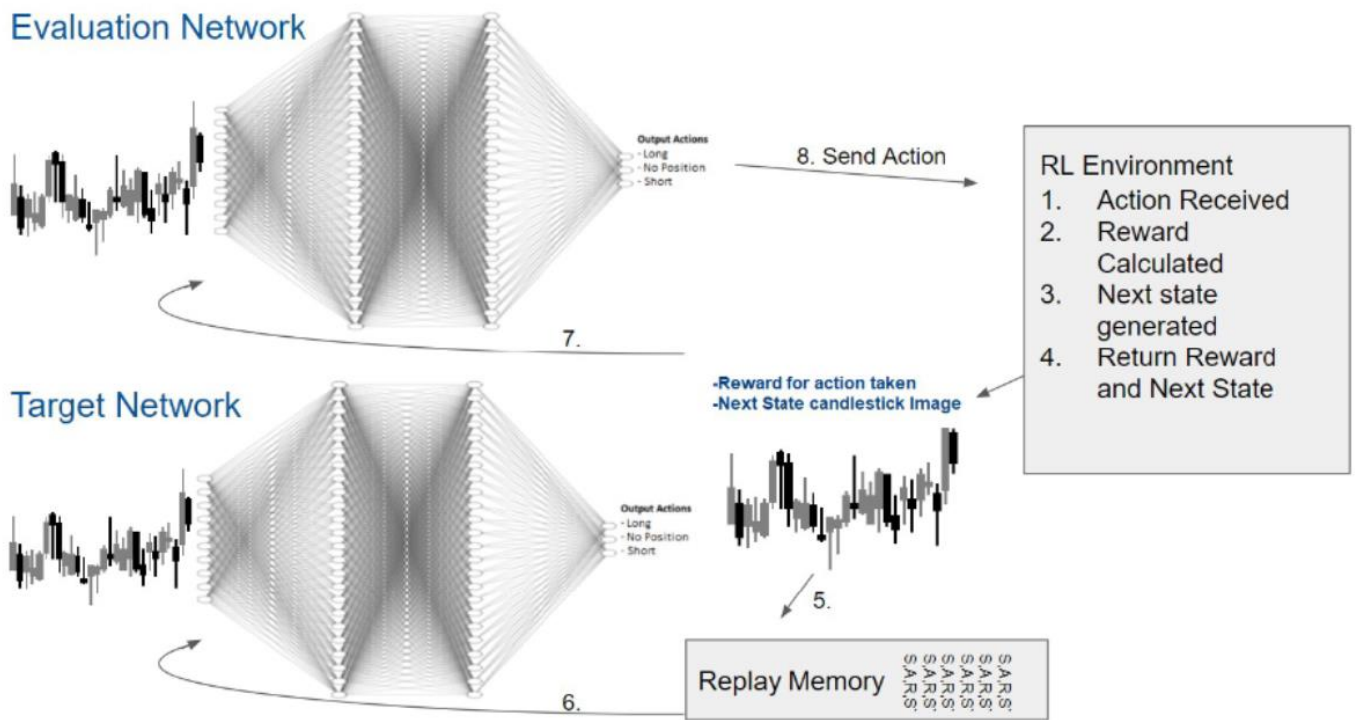 Evaluation Network
Output Actions
- Long
- No Position
- Short
8. Send Action
RL Environment
1. Action Received
2. Reward
Calculated
3. Next state
generated
4. Return Reward
and Next State
7.
-Reward for action taken
-Next State candlestick Image
Target Network
Output Actions
- Long
- No Position
- Short
5.
6.
Replay Memory
S,A,R,S'
S,A,R,S'
S,A,R,S'
S,A,R,S'
S,A,R,S'
S,A,R,S'